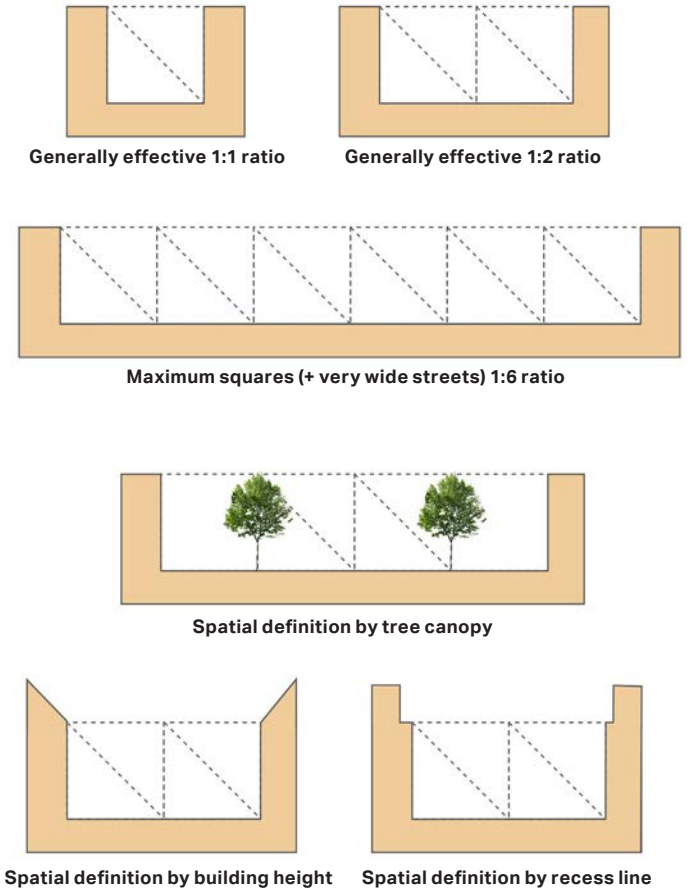 Generally effective 1:1 ratio
Generally effective 1:2 ratio
Maximum squares (+ very wide streets) 1:6 ratio
Spatial definition by tree canopy
Spatial definition by building height
Spatial definition by recess line